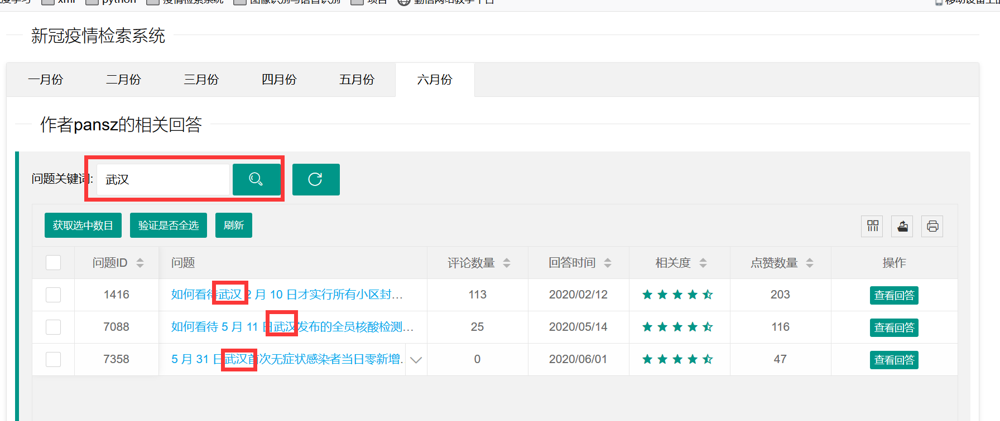 xml python 疫情检索系统 图像识别与语音识别 项目 勤信网络教学平台
新冠疫情检索系统
一月份 二月份 三月份 四月份 五月份 六月份
作者pansz的相关回答
问题关键词: 武汉
获取选中数目 验证是否全选 刷新
问题ID 问题 评论数量 回答时间 相关度 点赞数量 操作
1416 如何看待武汉 2 月 10 日才实行所有小区封… 113 2020/02/12 203 查看回答
7088 如何看待 5 月 11 日武汉发布的全员核酸检测… 25 2020/05/14 116 查看回答
7358 5 月 31 日武汉首次无症状感染者当日零新增. 0 2020/06/01 47 查看回答